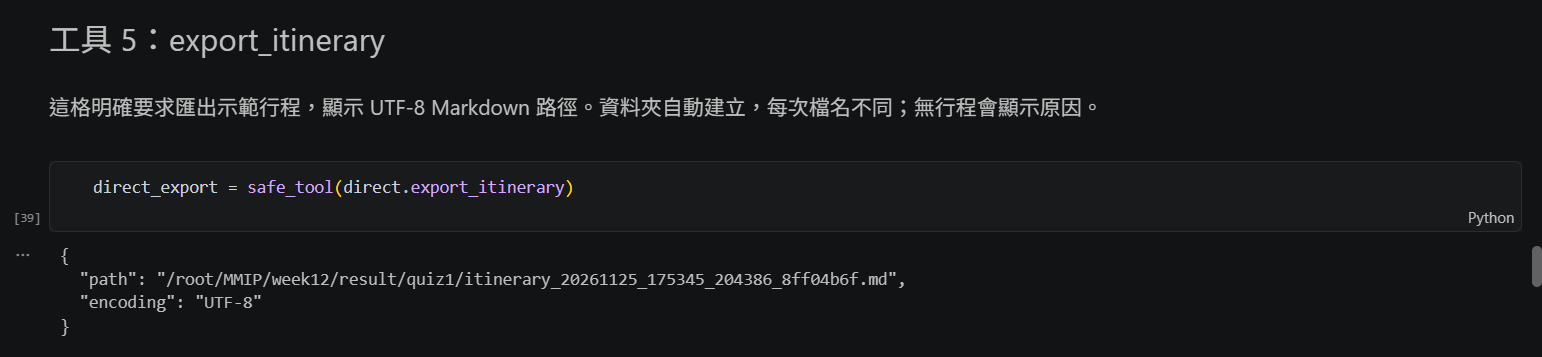 工具 5：export_itinerary
這格明確要求匯出示範行程，顯示 UTF-8 Markdown 路徑。資料夾自動建立，每次檔名不同；無行程會顯示原因。
direct_export = safe_tool(direct.export_itinerary)
[39]
Python
...
{
"path": "/root/MMIP/week12/result/quiz1/itinerary_20261125_175345_204386_8ff04b6f.md",
"encoding": "UTF-8"
}